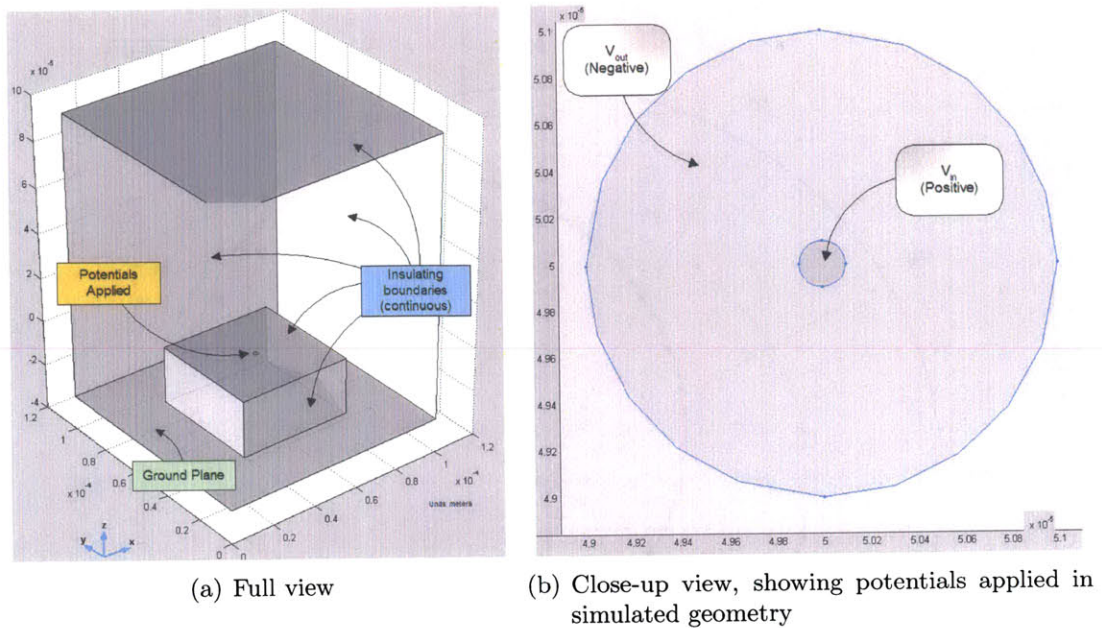 x 10⁻⁵
10
8
6
4
2
0
-2
-4
1.2
1
0.8
0.6
x 10⁻⁴
0.4
0.2
0
0
0.2
0.4
0.6
0.8
1
x 10⁻⁴
1.2
Potentials
Applied
Insulating
boundaries
(continuous)
Ground Plane
Units meters
z
y
x
(a) Full view
x 10⁻⁵
5.1
5.08
5.06
5.04
5.02
5
4.98
4.96
4.94
4.92
4.9
4.9
4.92
4.94
4.96
4.98
5
5.02
5.04
5.06
5.08
5.1
x 10⁻⁵
V_out
(Negative)
V_in
(Positive)
(b) Close-up view, showing potentials applied in
simulated geometry